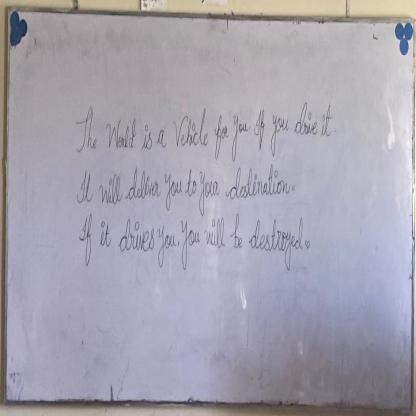 The World is a Vehicle for you If you drive it.
It will deliver you to your destination.
If it drives you, you will be destroyed.